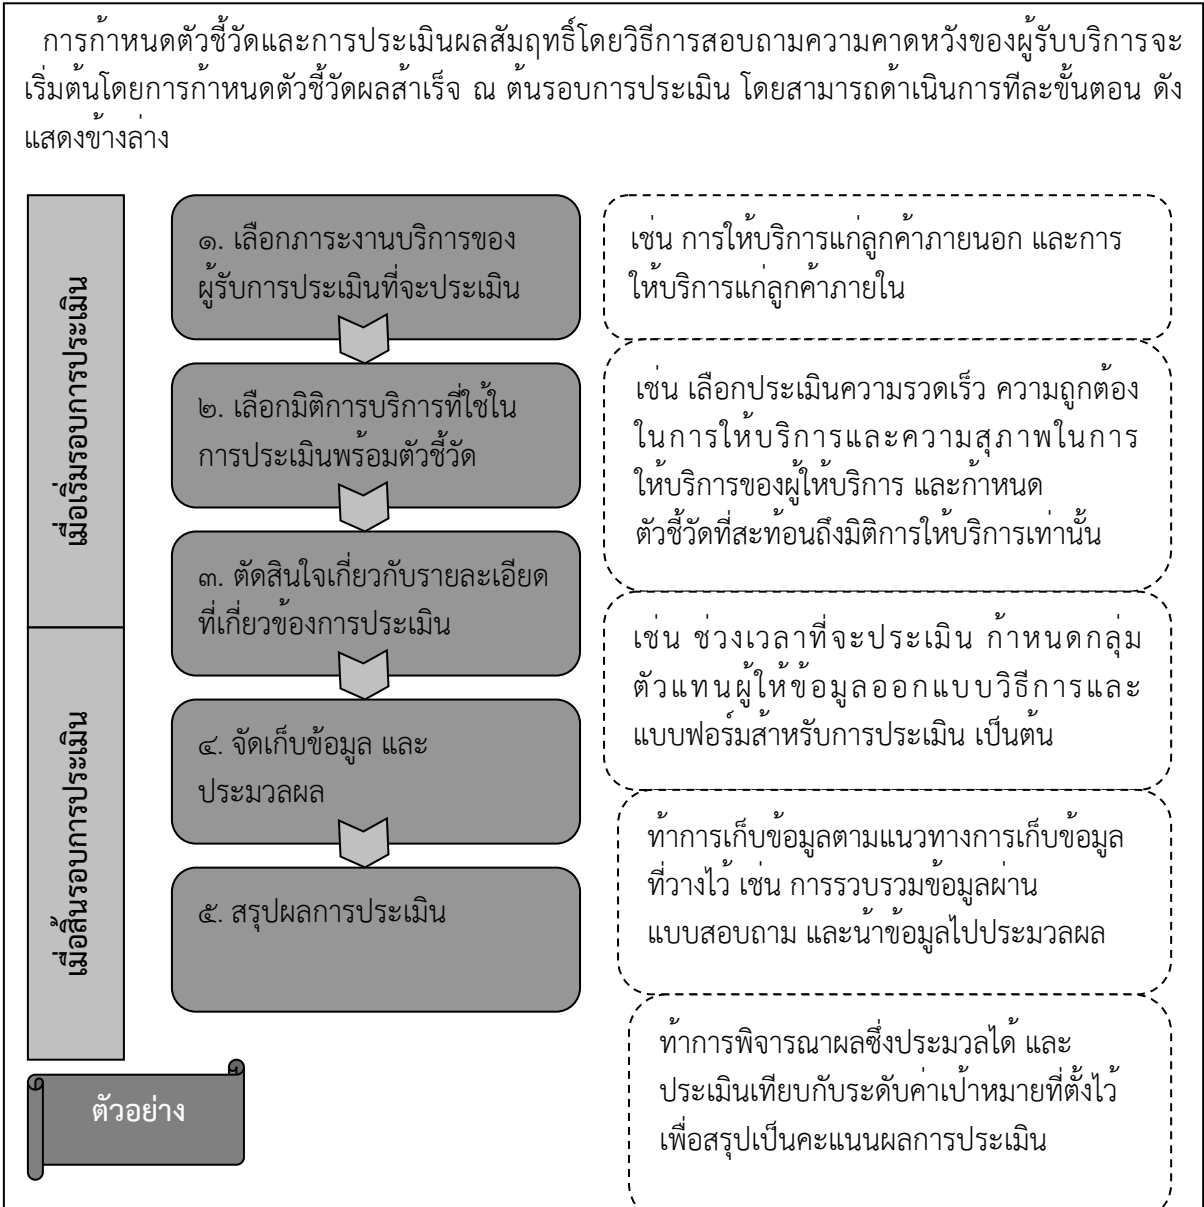 การก้าหนดตัวชี้วัดและการประเมินผลสัมฤทธิ์โดยวิธีการสอบถามความคาดหวังของผู้รับบริการจะ
เริ่มต้นโดยการก้าหนดตัวชี้วัดผลส้าเร็จ ณ ต้นรอบการประเมิน โดยสามารถด้าเนินการทีละขั้นตอน ดัง
แสดงข้างล่าง
เมื่อเริ่มรอบการประเมิน
๑. เลือกภาระงานบริการของ
ผู้รับการประเมินที่จะประเมิน
เช่น การให้บริการแก่ลูกค้าภายนอก และการ
ให้บริการแก่ลูกค้าภายใน
๒. เลือกมิติการบริการที่ใช้ใน
การประเมินพร้อมตัวชี้วัด
เช่น เลือกประเมินความรวดเร็ว ความถูกต้อง
ในการให้บริการและความสุภาพในการ
ให้บริการของผู้ให้บริการ และก้าหนด
ตัวชี้วัดที่สะท้อนถึงมิติการให้บริการเท่านั้น
๓. ตัดสินใจเกี่ยวกับรายละเอียด
ที่เกี่ยวข้องการประเมิน
เช่น ช่วงเวลาที่จะประเมิน ก้าหนดกลุ่ม
ตัวแทนผู้ให้ข้อมูลออกแบบวิธีการและ
แบบฟอร์มส้าหรับการประเมิน เป็นต้น
เมื่อสิ้นรอบการประเมิน
๔. จัดเก็บข้อมูล และ
ประมวลผล
ท้าการเก็บข้อมูลตามแนวทางการเก็บข้อมูล
ที่วางไว้ เช่น การรวบรวมข้อมูลผ่าน
แบบสอบถาม และน้าข้อมูลไปประมวลผล
๕. สรุปผลการประเมิน
ท้าการพิจารณาผลซึ่งประมวลได้ และ
ประเมินเทียบกับระดับค่าเป้าหมายที่ตั้งไว้
เพื่อสรุปเป็นคะแนนผลการประเมิน
ตัวอย่าง